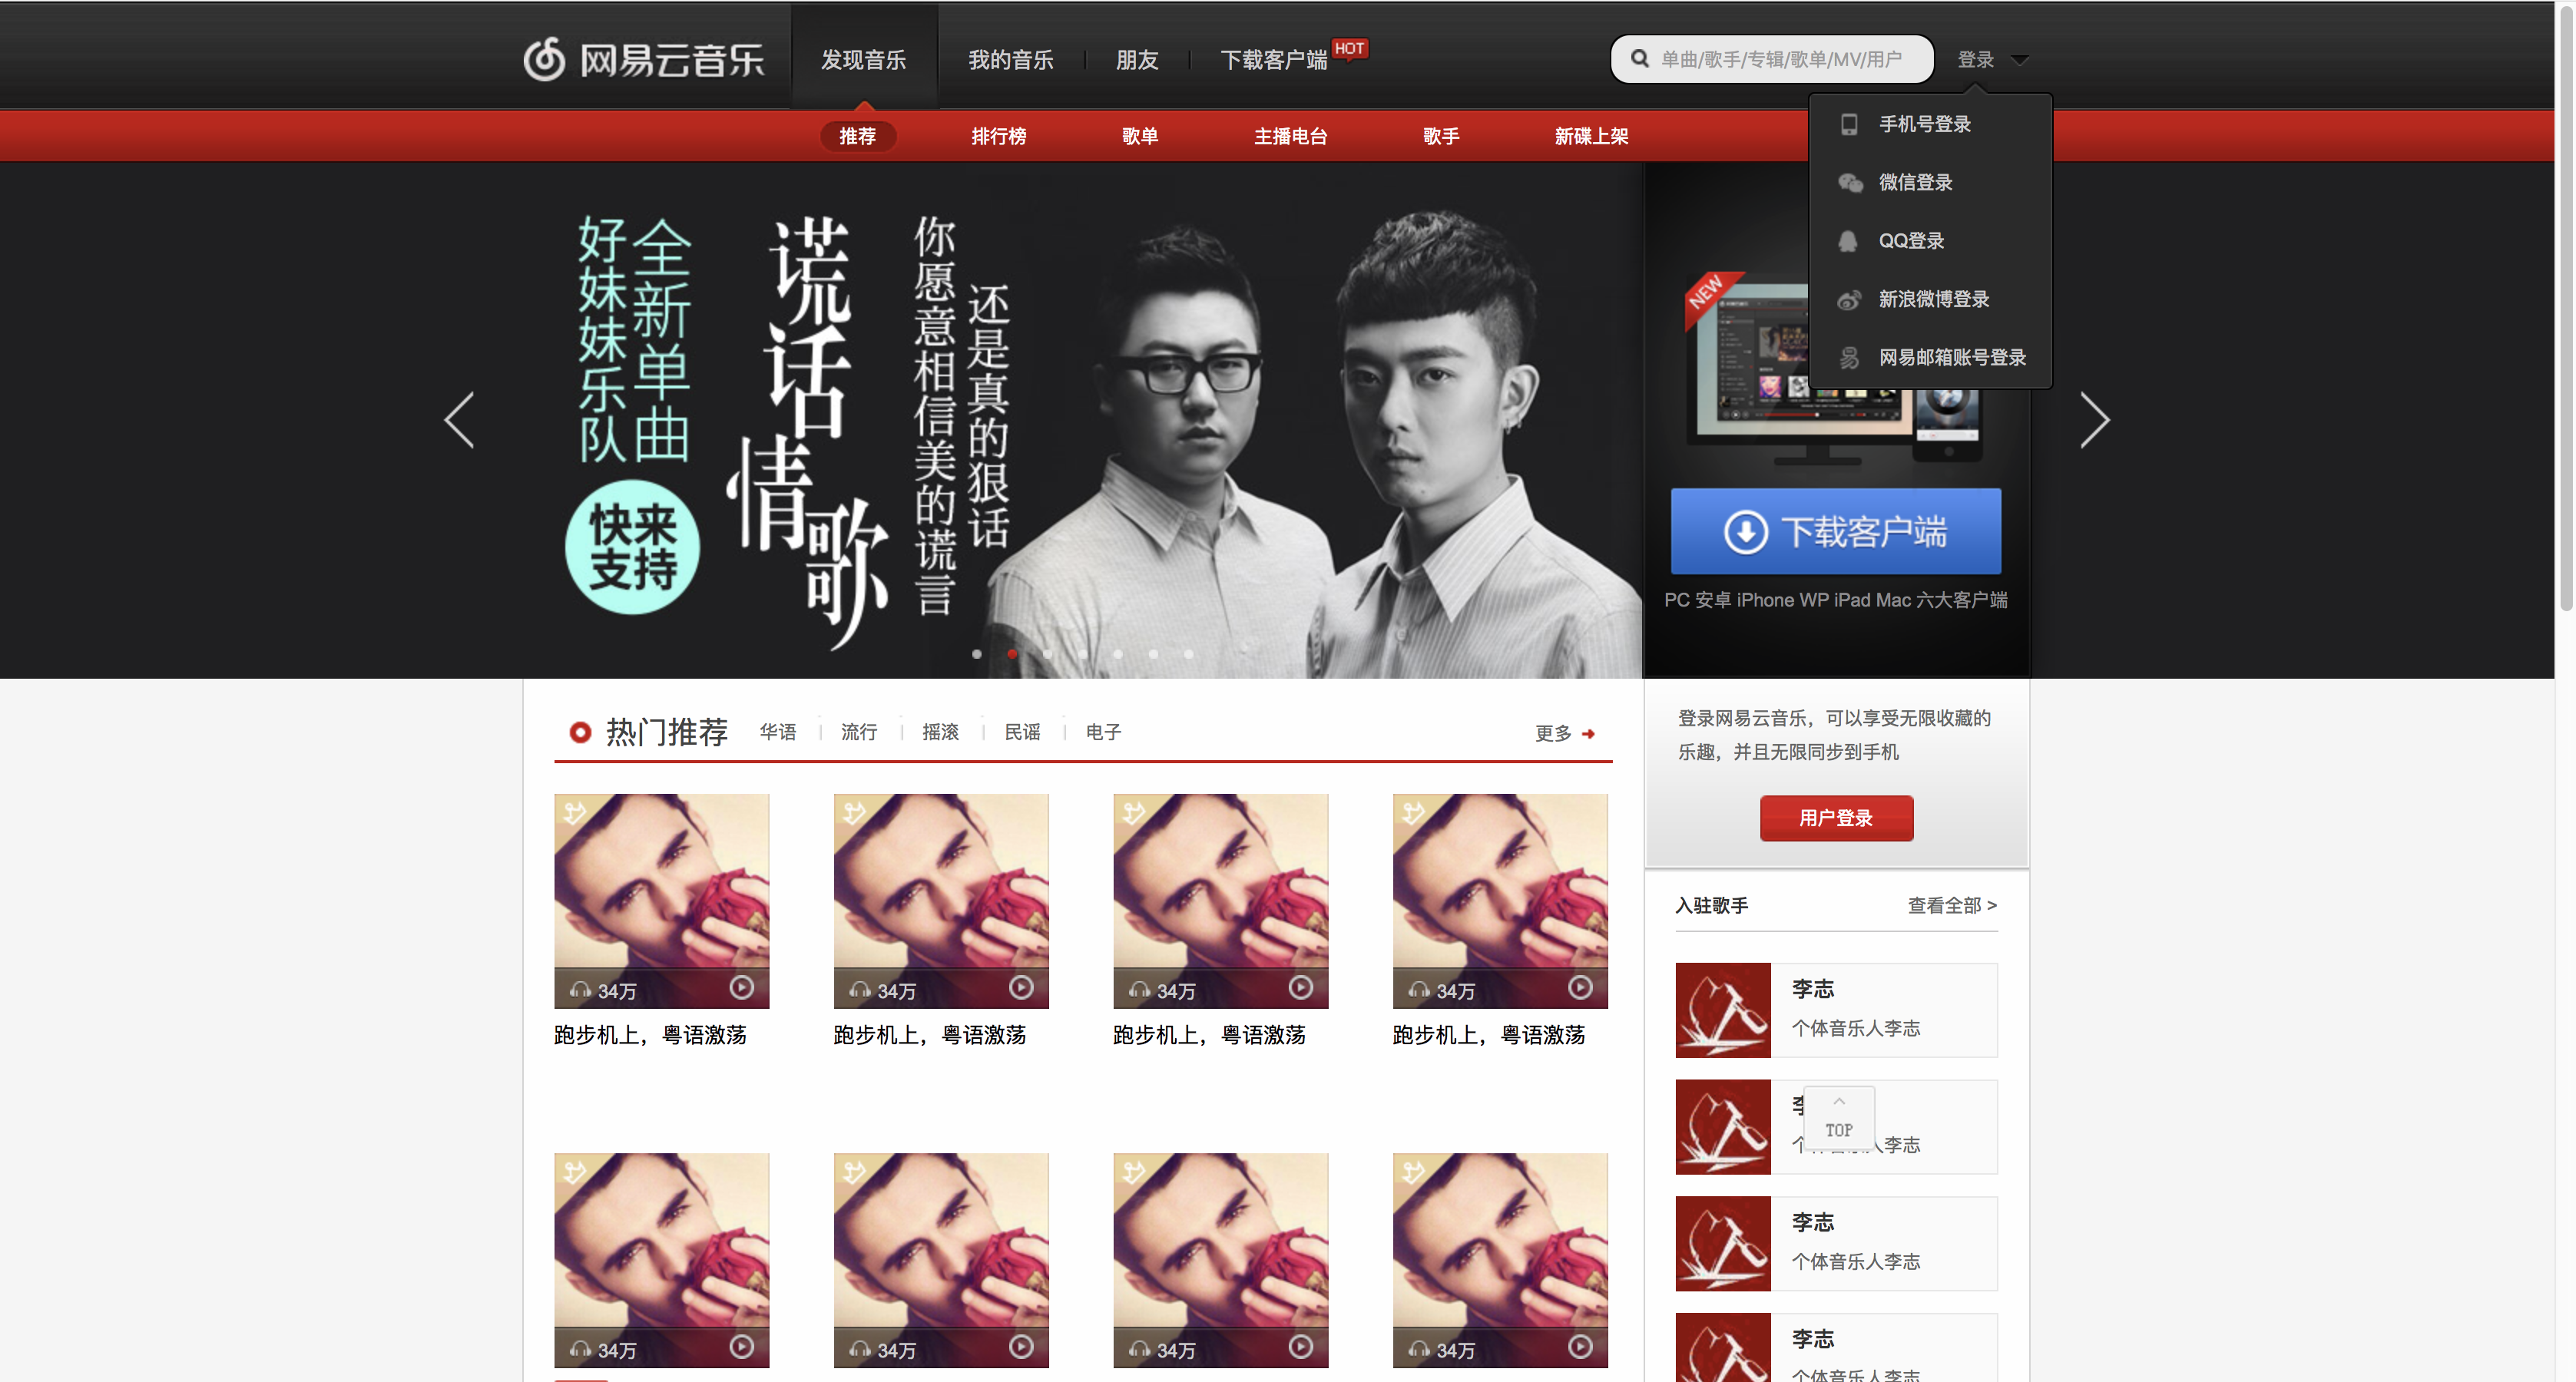 网易云音乐
发现音乐
我的音乐
朋友
下载客户端
HOT
单曲/歌手/专辑/歌单/MV/用户
登录
推荐
排行榜
歌单
主播电台
歌手
新碟上架
手机号登录
微信登录
QQ登录
新浪微博登录
网易邮箱账号登录
全新单曲
好妹妹乐队
快来
支持
谎话情歌
你愿意相信美的谎言
还是真的狠话
NEW
下载客户端
PC 安卓 iPhone WP iPad Mac 六大客户端
热门推荐
华语
流行
摇滚
民谣
电子
更多
34万
34万
34万
34万
跑步机上，粤语激荡
跑步机上，粤语激荡
跑步机上，粤语激荡
跑步机上，粤语激荡
34万
34万
34万
34万
登录网易云音乐，可以享受无限收藏的
乐趣，并且无限同步到手机
用户登录
入驻歌手
查看全部 >
李志
个体音乐人李志
李
个体音乐人李志
TOP
李志
个体音乐人李志
李志
个体音乐人李志